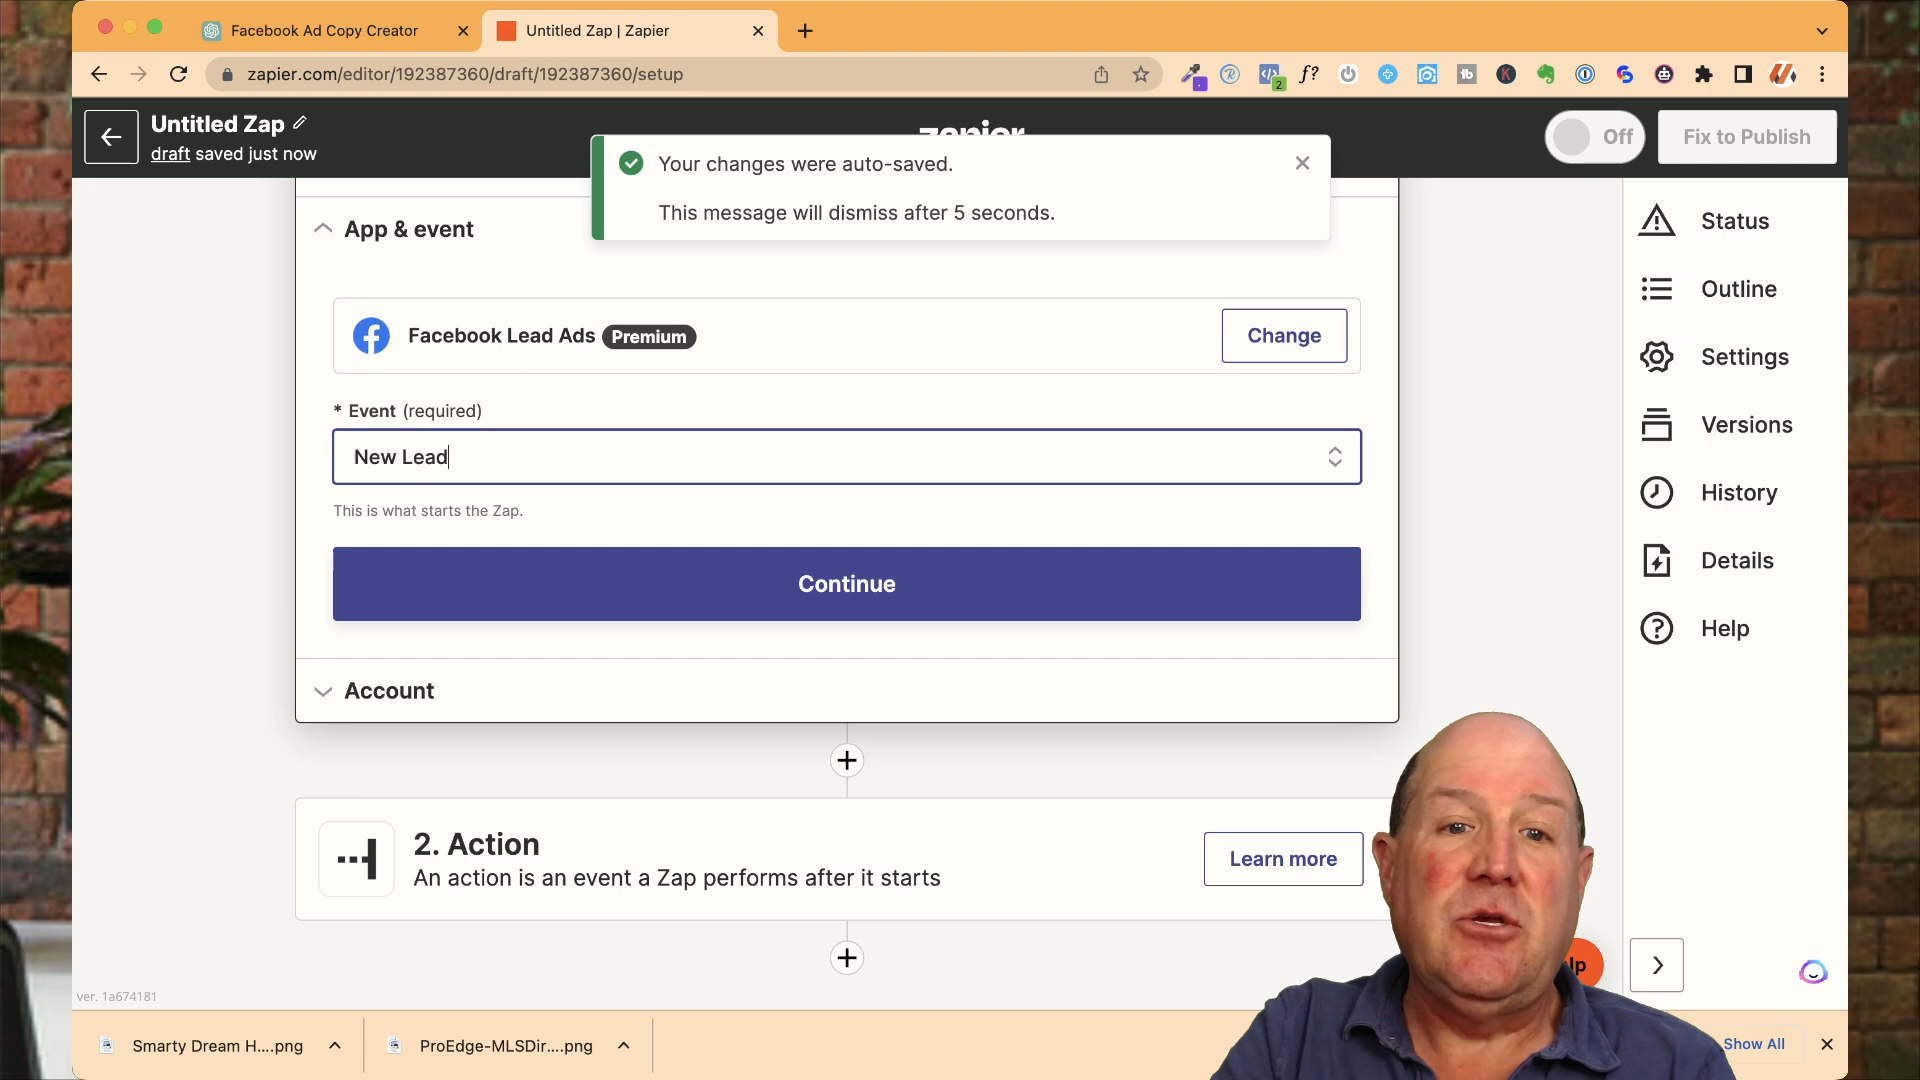 Facebook Ad Copy Creator
Untitled Zap | Zapier
zapier.com/editor/192387360/draft/192387360/setup
2
Untitled Zap
draft saved just now
zapier
Off
Fix to Publish
Your changes were auto-saved.
This message will dismiss after 5 seconds.
App & event
Facebook Lead Ads Premium
Change
* Event (required)
New Lead
This is what starts the Zap.
Continue
Account
2. Action
An action is an event a Zap performs after it starts
Learn more
Status
Outline
Settings
Versions
History
Details
Help
lp
ver. 1a674181
Smarty Dream H....png
ProEdge-MLSDir....png
Show All